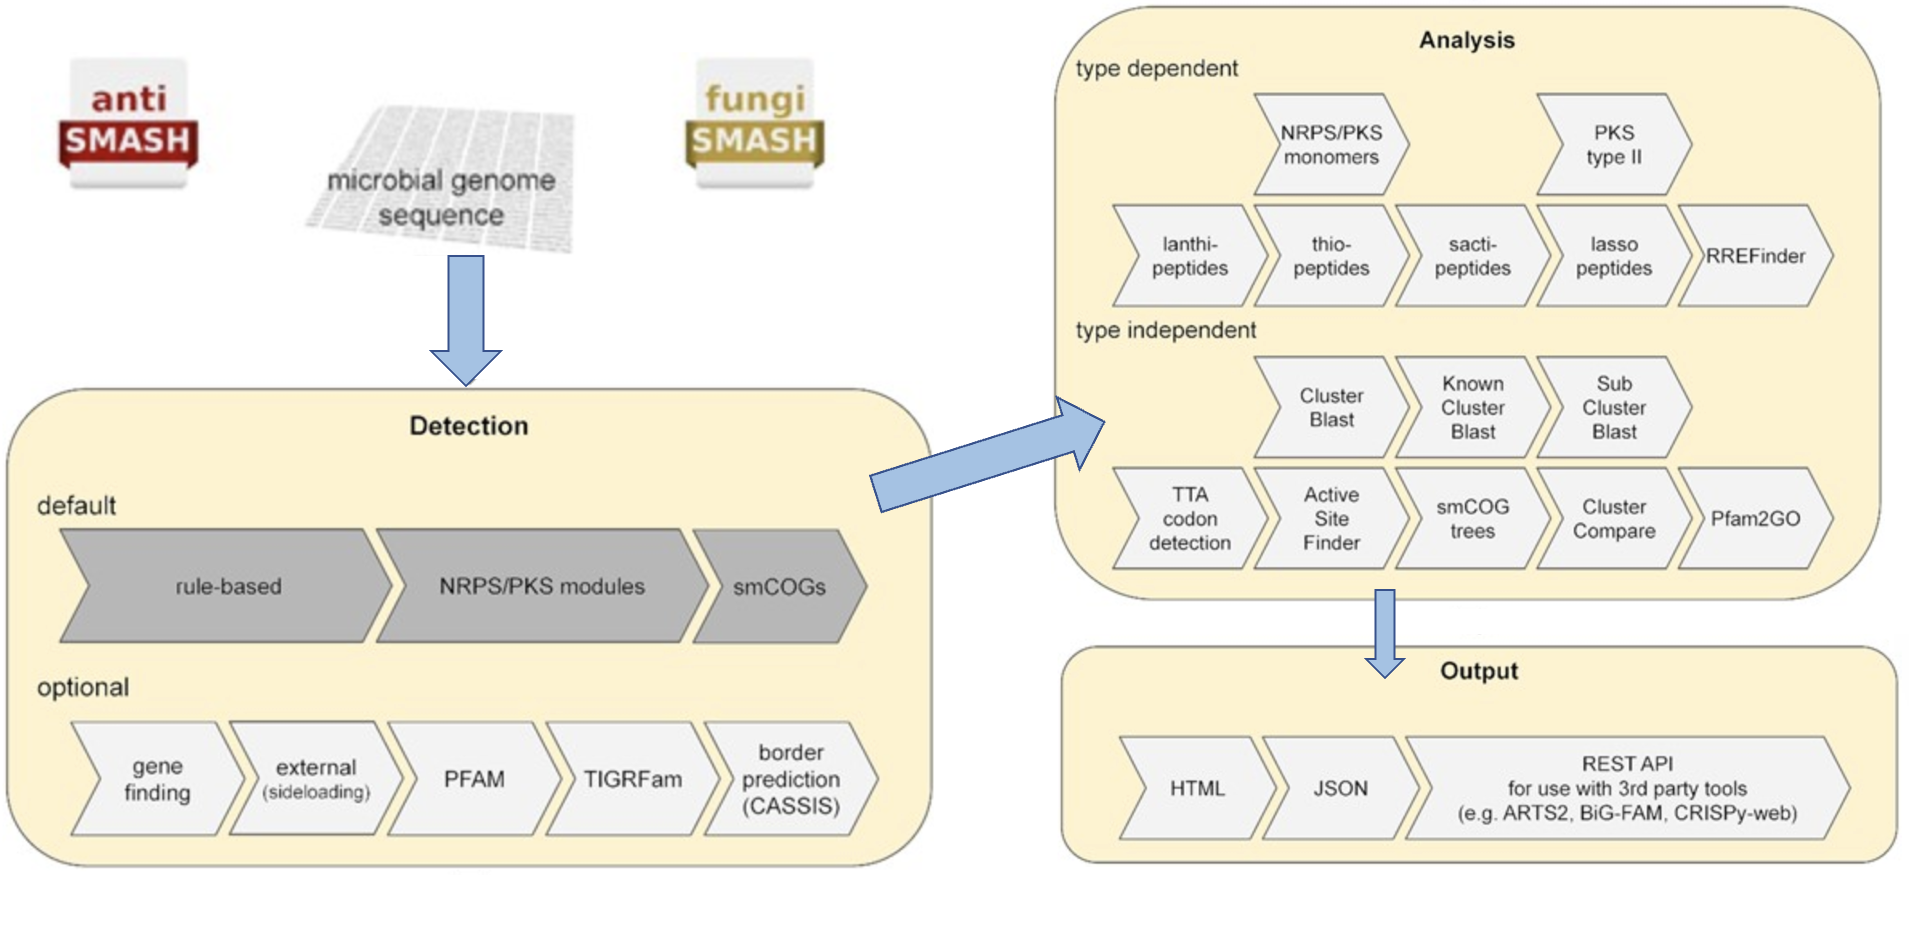 anti
SMASH
microbial genome
sequence
fungi
SMASH
Detection
default
rule-based
NRPS/PKS modules
smCOGs
optional
gene
finding
external
(sideloading)
PFAM
TIGRFam
border
prediction
(CASSIS)
Analysis
type dependent
NRPS/PKS
monomers
PKS
type II
lanthi-
peptides
thio-
peptides
sacti-
peptides
lasso
peptides
RREFinder
type independent
Cluster
Blast
Known
Cluster
Blast
Sub
Cluster
Blast
TTA
codon
detection
Active
Site
Finder
smCOG
trees
Cluster
Compare
Pfam2GO
Output
HTML
JSON
REST API
for use with 3rd party tools
(e.g. ARTS2, BiG-FAM, CRISPy-web)